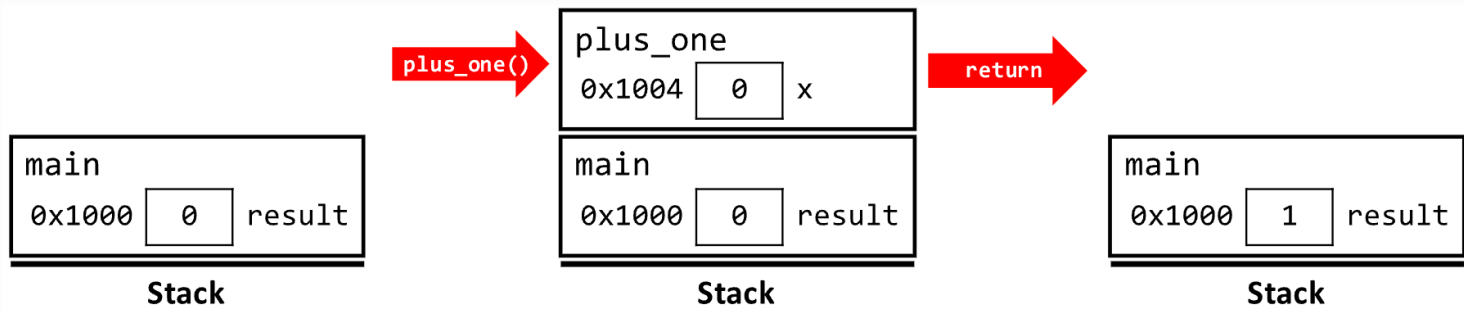 main
0x1000 0 result
Stack
plus_one()
plus_one
0x1004 0 x
main
0x1000 0 result
Stack
return
main
0x1000 1 result
Stack